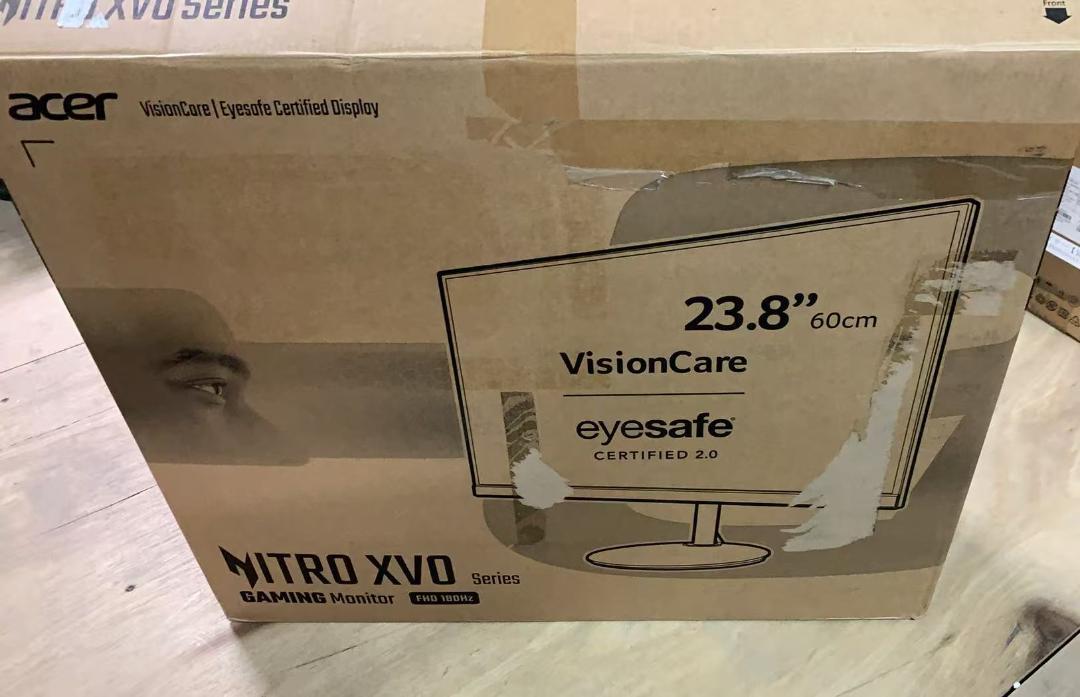 NITRO XV0 Series
Front
acer
VisionCare | Eyesafe Certified Display
23.8” 60cm
VisionCare
eyesafe®
CERTIFIED 2.0
NITRO XV0 Series
GAMING Monitor FHD 180Hz